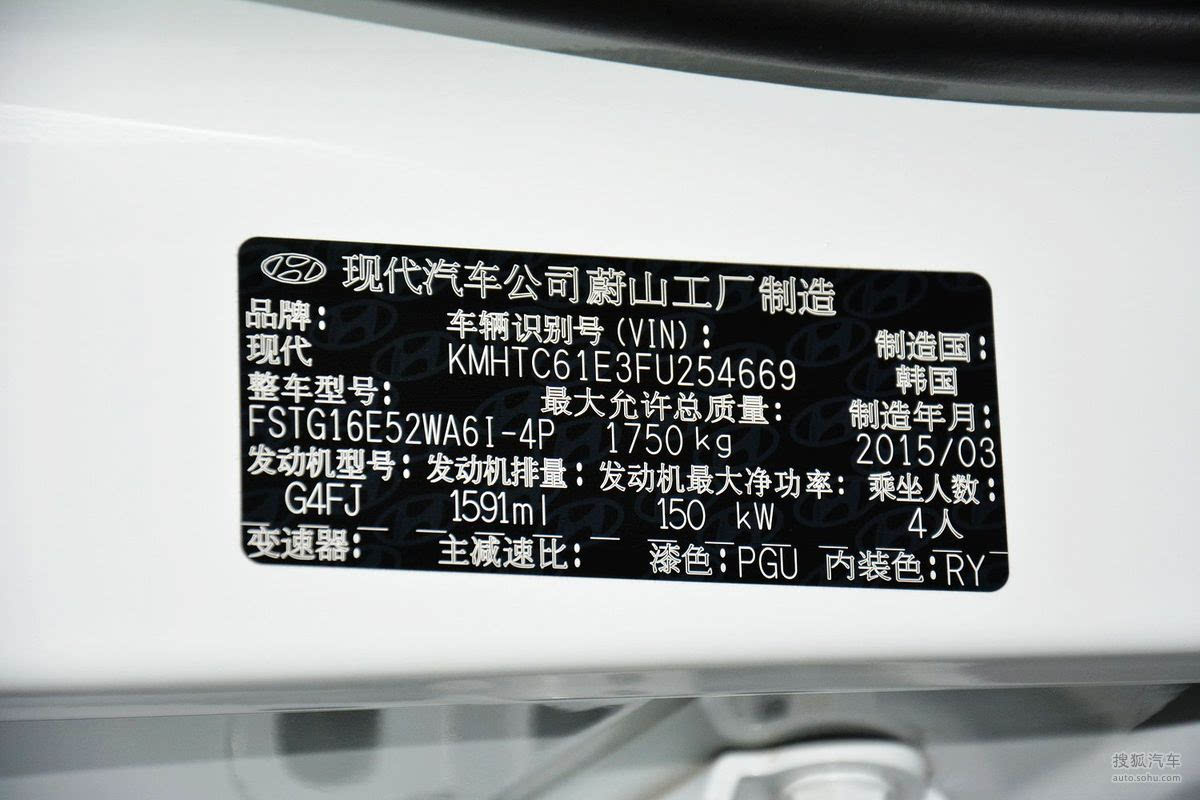 现代汽车公司蔚山工厂制造
品牌: 车辆识别号(VIN): 制造国:
现代 KMHTC61E3FU254669 韩国
整车型号: 最大允许总质量: 制造年月:
FSTG16E52WA6I-4P 1750kg 2015/03
发动机型号: 发动机排量: 发动机最大净功率: 乘坐人数:
G4FJ 1591ml 150 kW 4人
变速器: 主减速比: 漆色:PGU 内装色:RY
搜狐汽车
auto.sohu.com